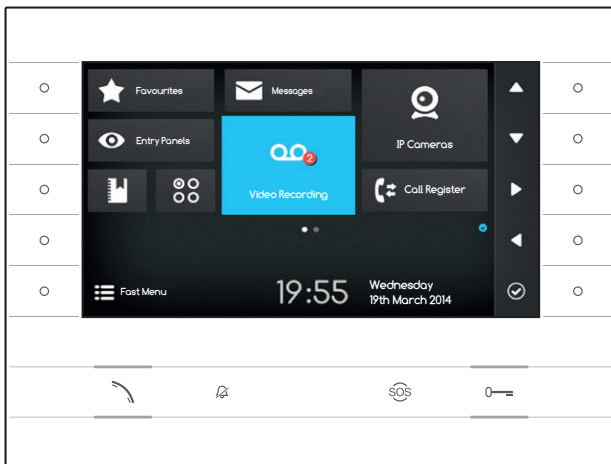 Favourites
Messages
Entry Panels
IP Cameras
2
Video Recording
Call Register
Fast Menu
19:55
Wednesday
19th March 2014
SOS